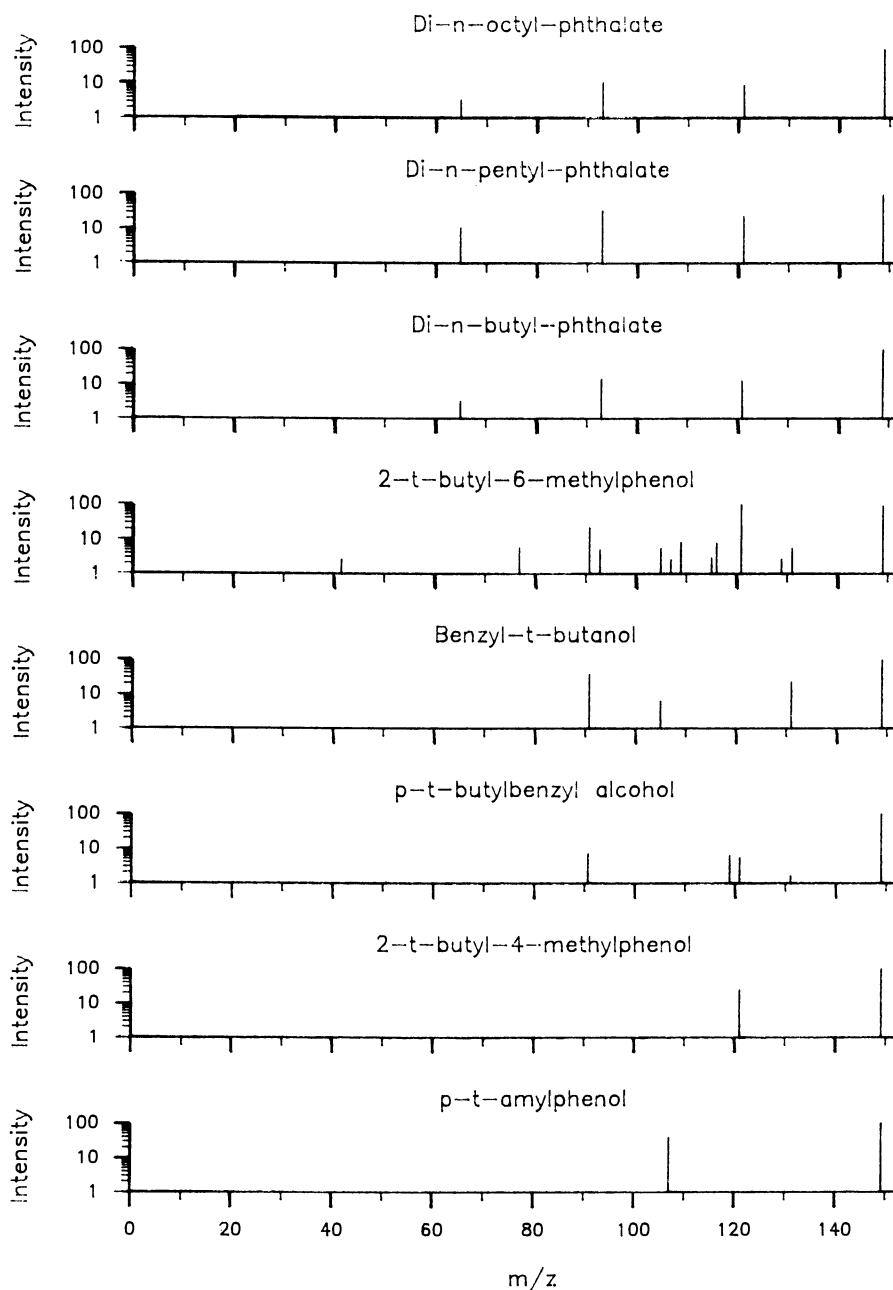 Di-n-octyl-phthalate
Intensity
100
10
1
Di-n-pentyl-phthalate
Intensity
100
10
1
Di-n-butyl-phthalate
Intensity
100
10
1
2-t-butyl-6-methylphenol
Intensity
100
10
1
Benzyl-t-butanol
Intensity
100
10
1
p-t-butylbenzyl alcohol
Intensity
100
10
1
2-t-butyl-4-methylphenol
Intensity
100
10
1
p-t-amylphenol
Intensity
100
10
1
0 20 40 60 80 100 120 140
m/z